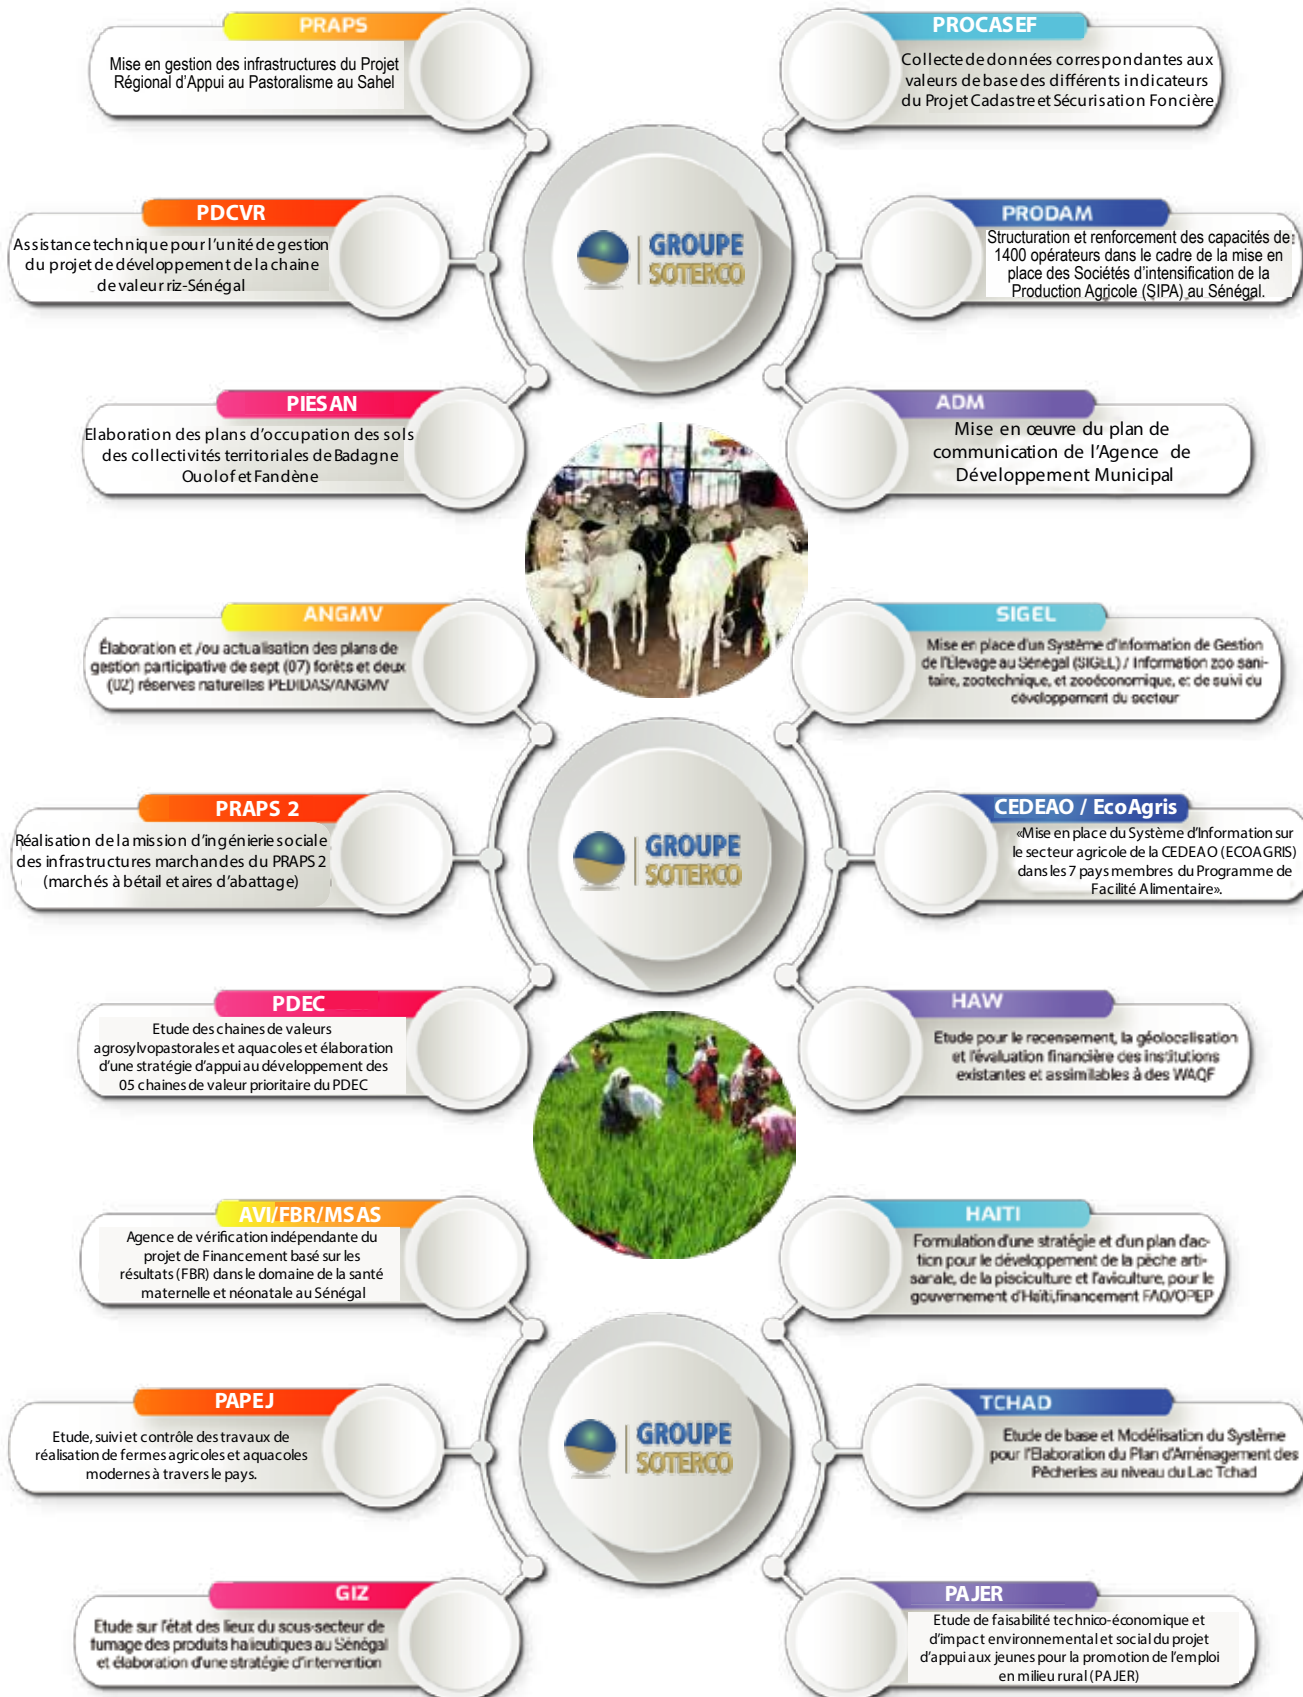 PRAPS
Mise en gestion des infrastructures du Projet
Régional d'Appui au Pastoralisme au Sahel
PROCASEF
Collecte de données correspondantes aux
valeurs de base des différents indicateurs
du Projet Cadastre et Sécurisation Foncière
PDCVR
Assistance technique pour l'unité de gestion
du projet de développement de la chaine
de valeur riz-Sénégal
GROUPE
SOTERCO
PRODAM
Structuration et renforcement des capacités de
1400 opérateurs dans le cadre de la mise en
place des Sociétés d'intensification de la
Production Agricole (SIPA) au Sénégal.
PIESAN
Elaboration des plans d'occupation des sols
des collectivités territoriales de Badagne
Ouolof et Fandène
ADM
Mise en œuvre du plan de
communication de l'Agence de
Développement Municipal
ANGMV
Élaboration et /ou actualisation des plans de
gestion participative de sept (07) forêts et deux
(02) réserves naturelles PEDIDAS/ANGMV
SIGEL
Mise en place d'un Système d'Information de Gestion
de l'Elevage au Sénégal (SIGEL) / Information zoo sani-
taire, zootechnique, et zooéconomique, et de suivi du
développement du secteur
PRAPS 2
Réalisation de la mission d'ingénierie sociale
des infrastructures marchandes du PRAPS 2
(marchés à bétail et aires d'abattage)
GROUPE
SOTERCO
CEDEAO / EcoAgris
«Mise en place du Système d'Information sur
le secteur agricole de la CEDEAO (ECOAGRIS)
dans les 7 pays membres du Programme de
Facilité Alimentaire».
PDEC
Etude des chaines de valeurs
agrosylvopastorales et aquacoles et élaboration
d'une stratégie d'appui au développement des
05 chaines de valeur prioritaire du PDEC
HAW
Etude pour le recensement, la géolocalisation
et l'évaluation financière des institutions
existantes et assimilables à des WAQF
AVI/FBR/MSAS
Agence de vérification indépendante du
projet de Financement basé sur les
résultats (FBR) dans le domaine de la santé
maternelle et néonatale au Sénégal
HAITI
Formulation d'une stratégie et d'un plan d'ac-
tion pour le développement de la pêche arti-
sanale, de la pisciculture et l'aviculture, pour le
gouvernement d'Haïti,financement FAO/OPEP
PAPEJ
Etude, suivi et contrôle des travaux de
réalisation de fermes agricoles et aquacoles
modernes à travers le pays.
GROUPE
SOTERCO
TCHAD
Etude de base et Modélisation du Système
pour l'Elaboration du Plan d'Aménagement des
Pêcheries au niveau du Lac Tchad
GIZ
Etude sur l'état des lieux du sous-secteur de
fumage des produits halieutiques au Sénégal
et élaboration d'une stratégie d'intervention
PAJER
Etude de faisabilité technico-économique et
d'impact environnemental et social du projet
d'appui aux jeunes pour la promotion de l'emploi
en milieu rural (PAJER)